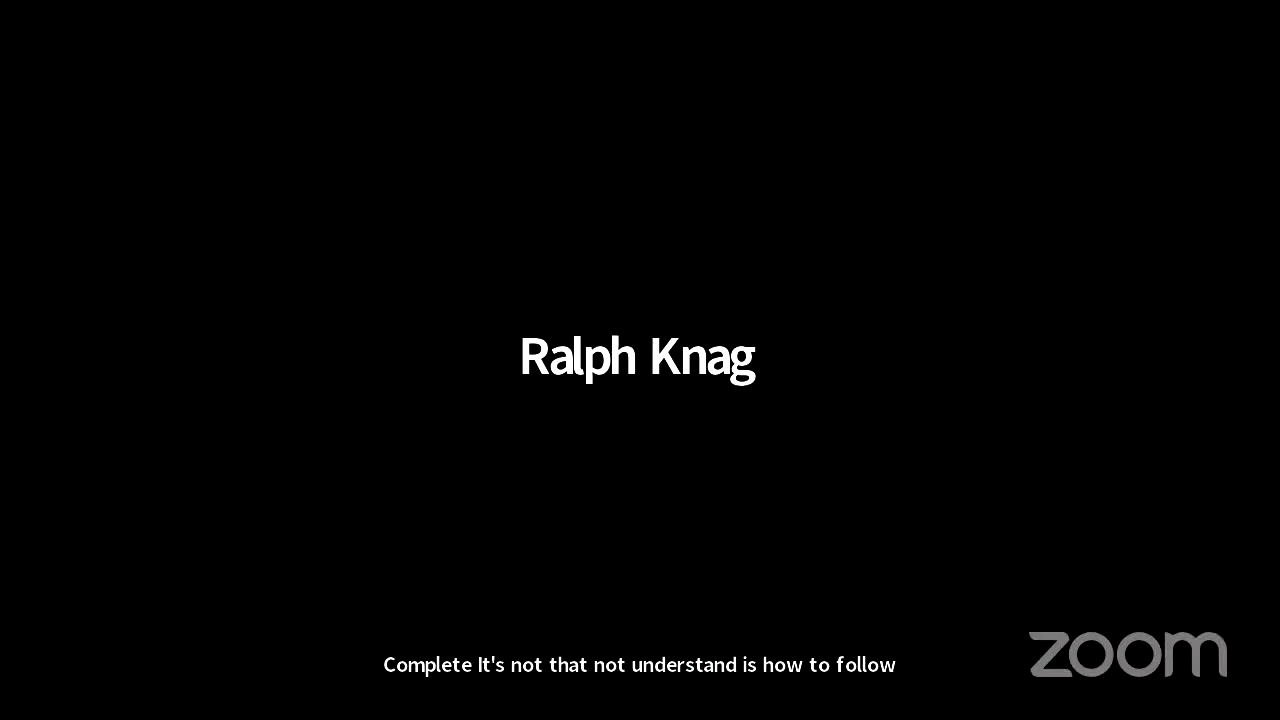 Ralph Knag
Complete It's not that not understand is how to follow
zoom